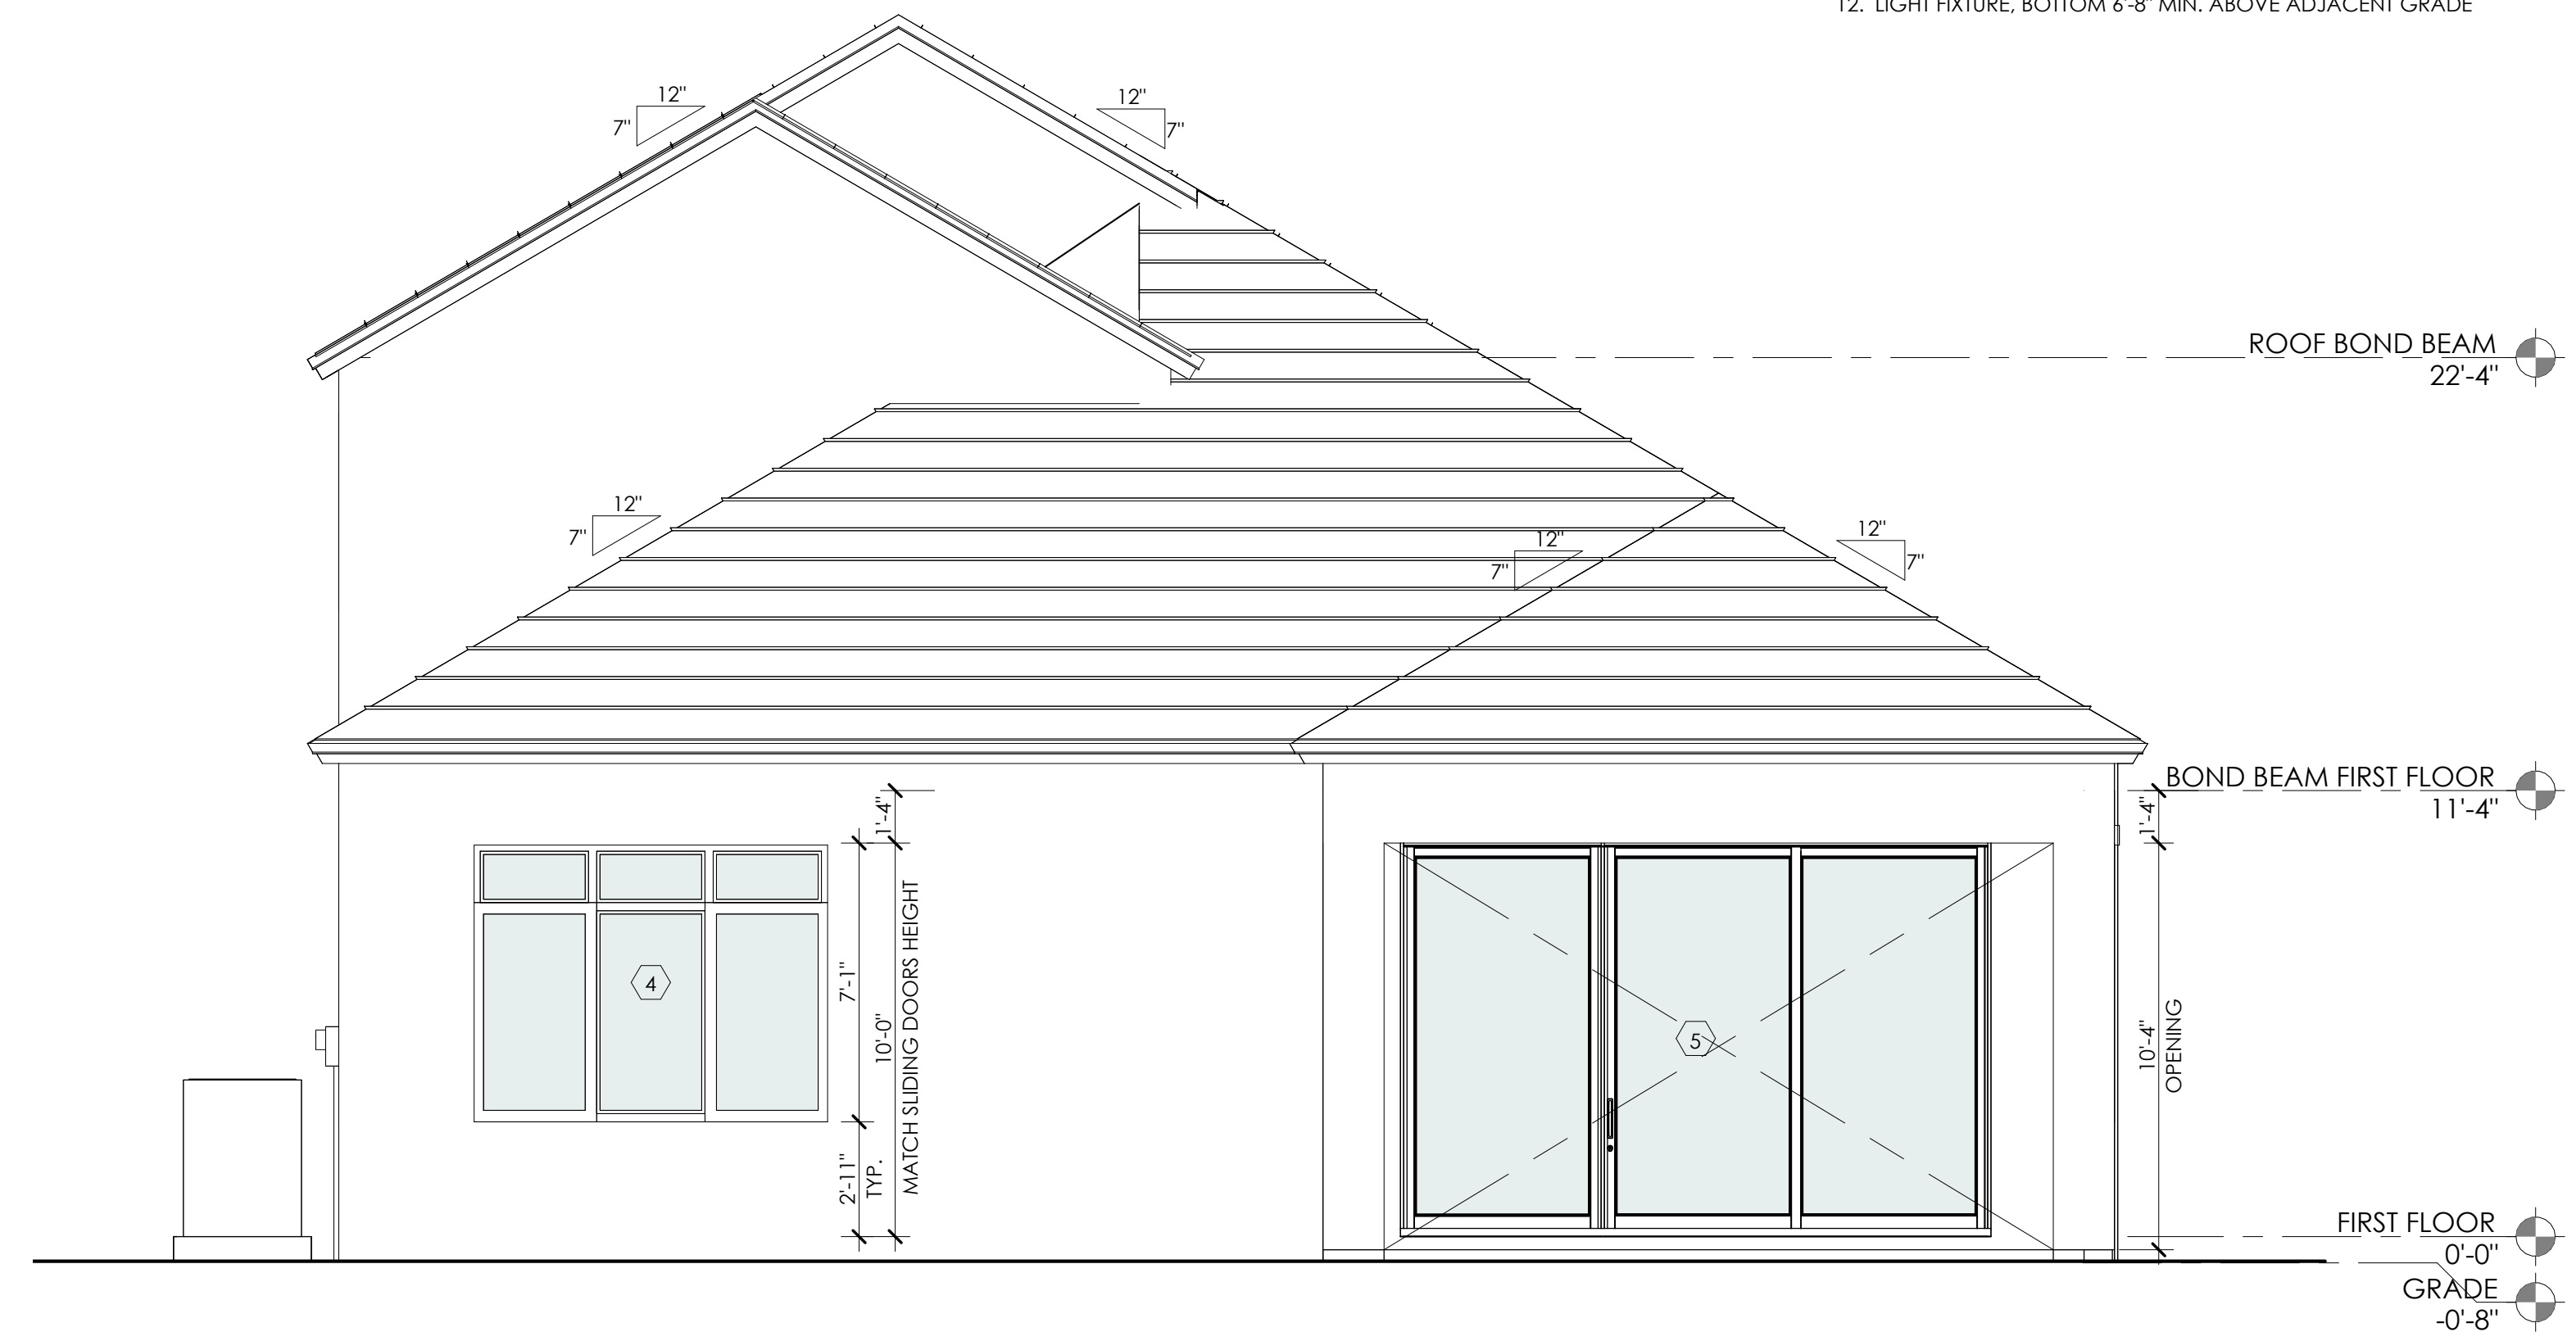 12. LIGHT FIXTURE, BOTTOM 6'-8" MIN. ABOVE ADJACENT GRADE
12"
7"
12"
7"
ROOF BOND BEAM
22'-4"
12"
7"
12"
7"
12"
7"
BOND BEAM FIRST FLOOR
11'-4"
1'-4"
1'-4"
4
7'-1"
10'-0"
MATCH SLIDING DOORS HEIGHT
2'-11"
TYP.
5
10'-4"
OPENING
FIRST FLOOR
0'-0"
GRADE
-0'-8"